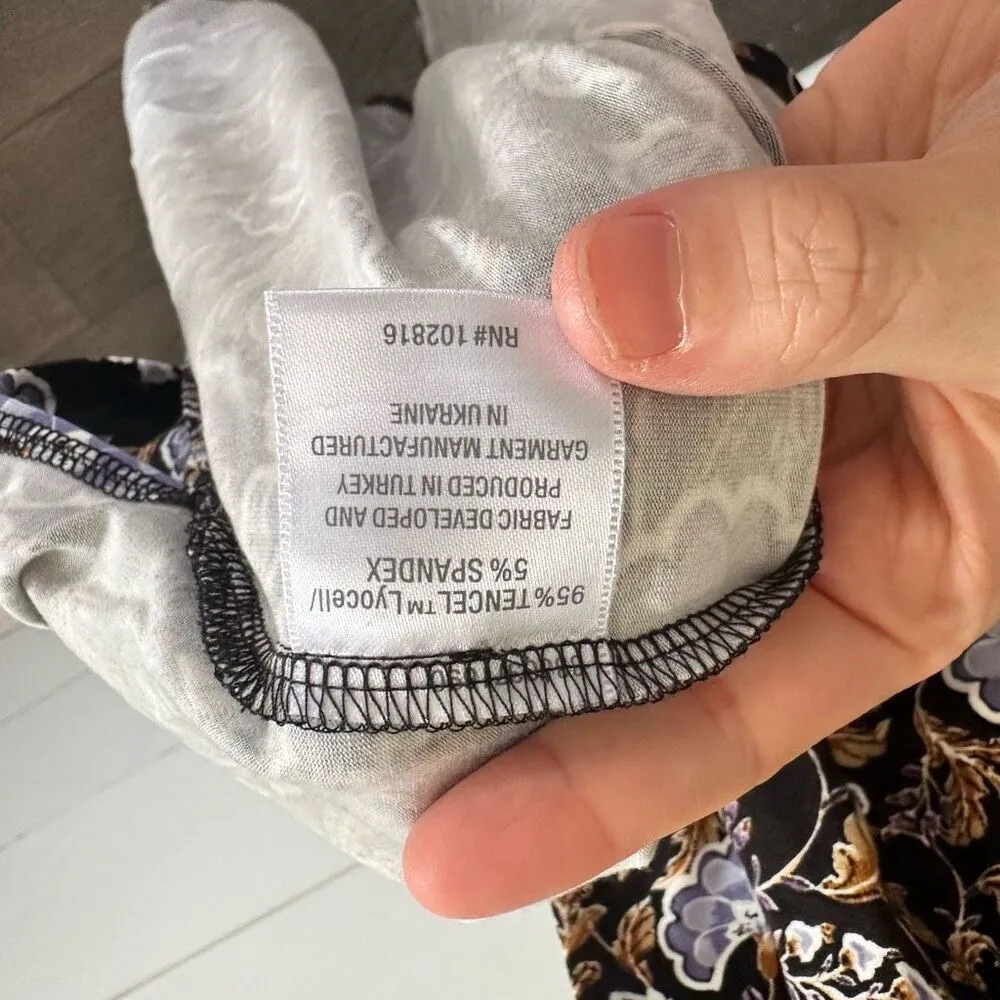 95% TENCEL™ Lyocell/
5% SPANDEX
FABRIC DEVELOPED AND
PRODUCED IN TURKEY
GARMENT MANUFACTURED
IN UKRAINE
RN# 102816